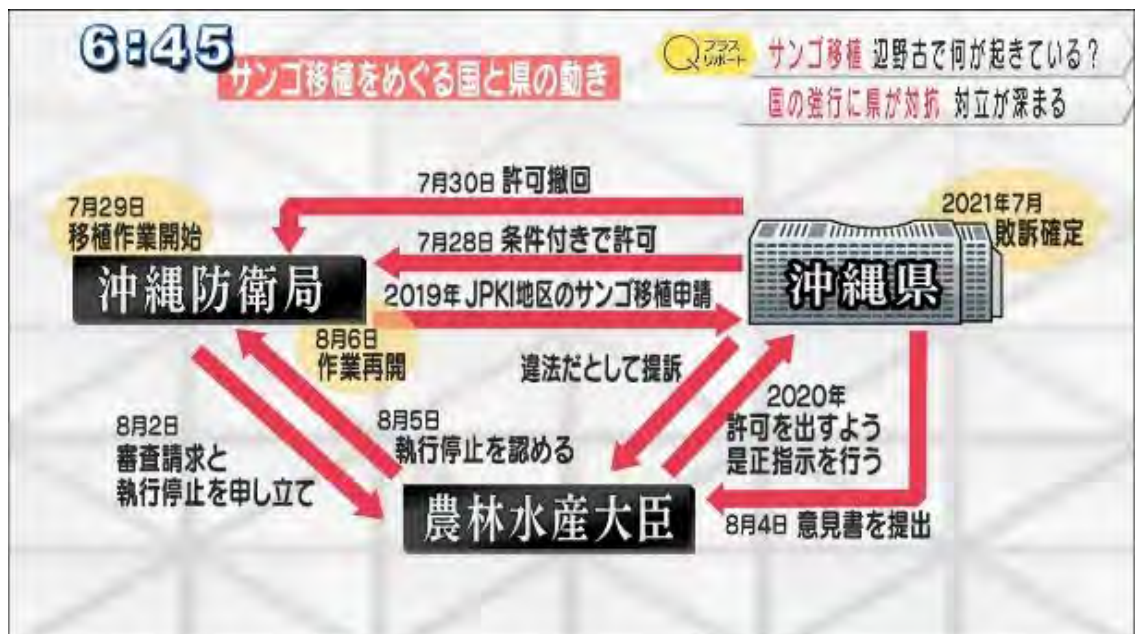 6:45
サンゴ移植をめぐる国と県の動き
Qプラスリポート
サンゴ移植 辺野古で何が起きている?
国の強行に県が対抗 対立が深まる
7月30日 許可撤回
7月29日
移植作業開始
2021年7月
敗訴確定
7月28日 条件付きで許可
沖縄防衛局
沖縄県
2019年 JPKI地区のサンゴ移植申請
8月6日
作業再開
違法だとして提訴
2020年
許可を出すよう
是正指示を行う
8月2日
審査請求と
執行停止を申し立て
8月5日
執行停止を認める
農林水産大臣
8月4日 意見書を提出